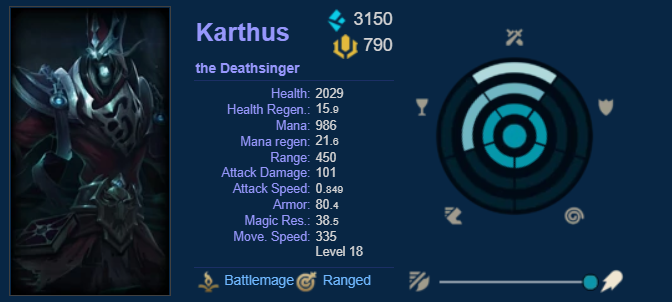 Karthus
3150
790
the Deathsinger
Health: 2029
Health Regen.: 15.9
Mana: 986
Mana regen: 21.6
Range: 450
Attack Damage: 101
Attack Speed: 0.849
Armor: 80.4
Magic Res.: 38.5
Move. Speed: 335
Level 18
Battlemage Ranged